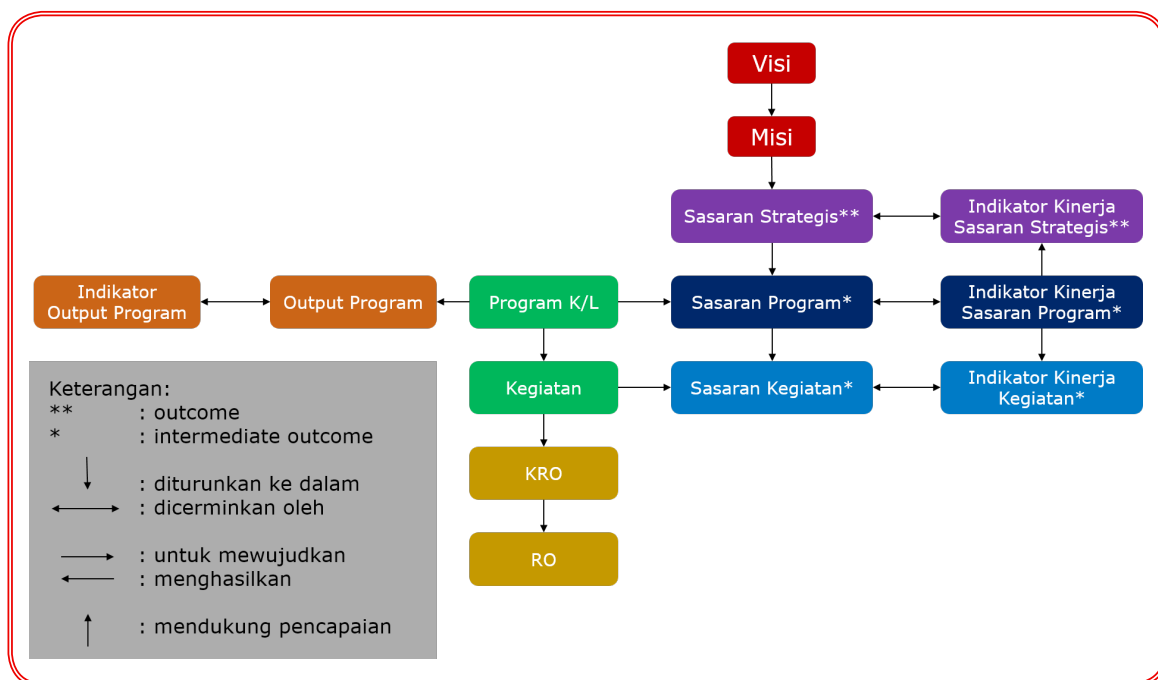 Visi
Misi
Sasaran Strategis**
Indikator Kinerja
Sasaran Strategis**
Indikator
Output Program
Output Program
Program K/L
Sasaran Program*
Indikator Kinerja
Sasaran Program*
Kegiatan
Sasaran Kegiatan*
Indikator Kinerja
Kegiatan*
KRO
RO
Keterangan:
** : outcome
* : intermediate outcome
: diturunkan ke dalam
: dicerminkan oleh
: untuk mewujudkan
: menghasilkan
: mendukung pencapaian